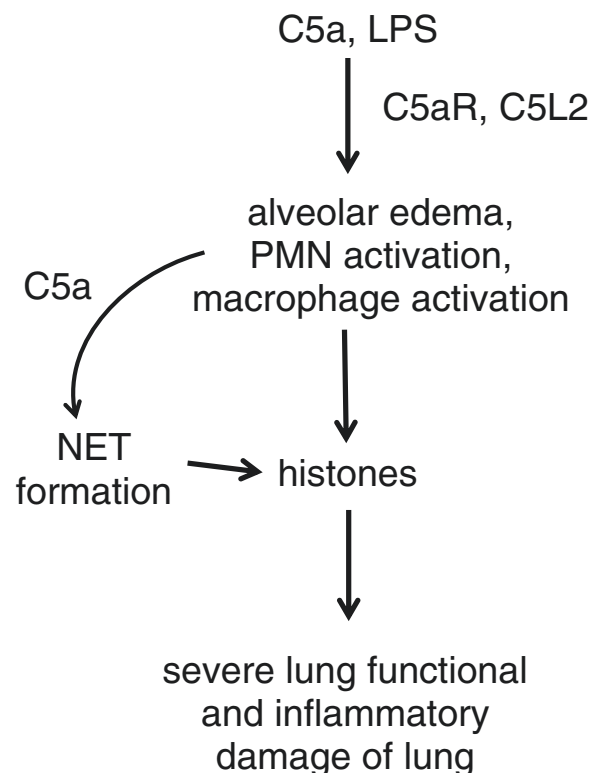 C5a, LPS
C5aR, C5L2
alveolar edema,
PMN activation,
macrophage activation
C5a
NET
formation
histones
severe lung functional
and inflammatory
damage of lung